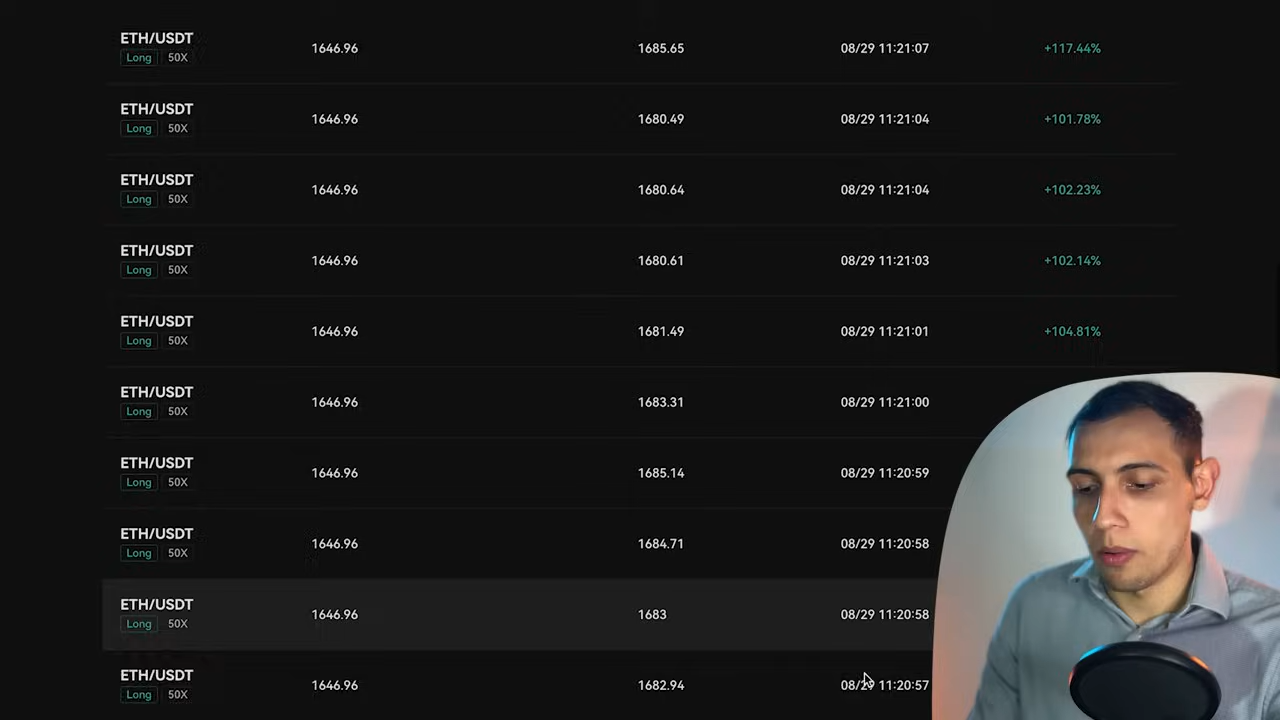 ETH/USDT
Long 50X 1646.96 1685.65 08/29 11:21:07 +117.44%
ETH/USDT
Long 50X 1646.96 1680.49 08/29 11:21:04 +101.78%
ETH/USDT
Long 50X 1646.96 1680.64 08/29 11:21:04 +102.23%
ETH/USDT
Long 50X 1646.96 1680.61 08/29 11:21:03 +102.14%
ETH/USDT
Long 50X 1646.96 1681.49 08/29 11:21:01 +104.81%
ETH/USDT
Long 50X 1646.96 1683.31 08/29 11:21:00
ETH/USDT
Long 50X 1646.96 1685.14 08/29 11:20:59
ETH/USDT
Long 50X 1646.96 1684.71 08/29 11:20:58
ETH/USDT
Long 50X 1646.96 1683 08/29 11:20:58
ETH/USDT
Long 50X 1646.96 1682.94 08/29 11:20:57